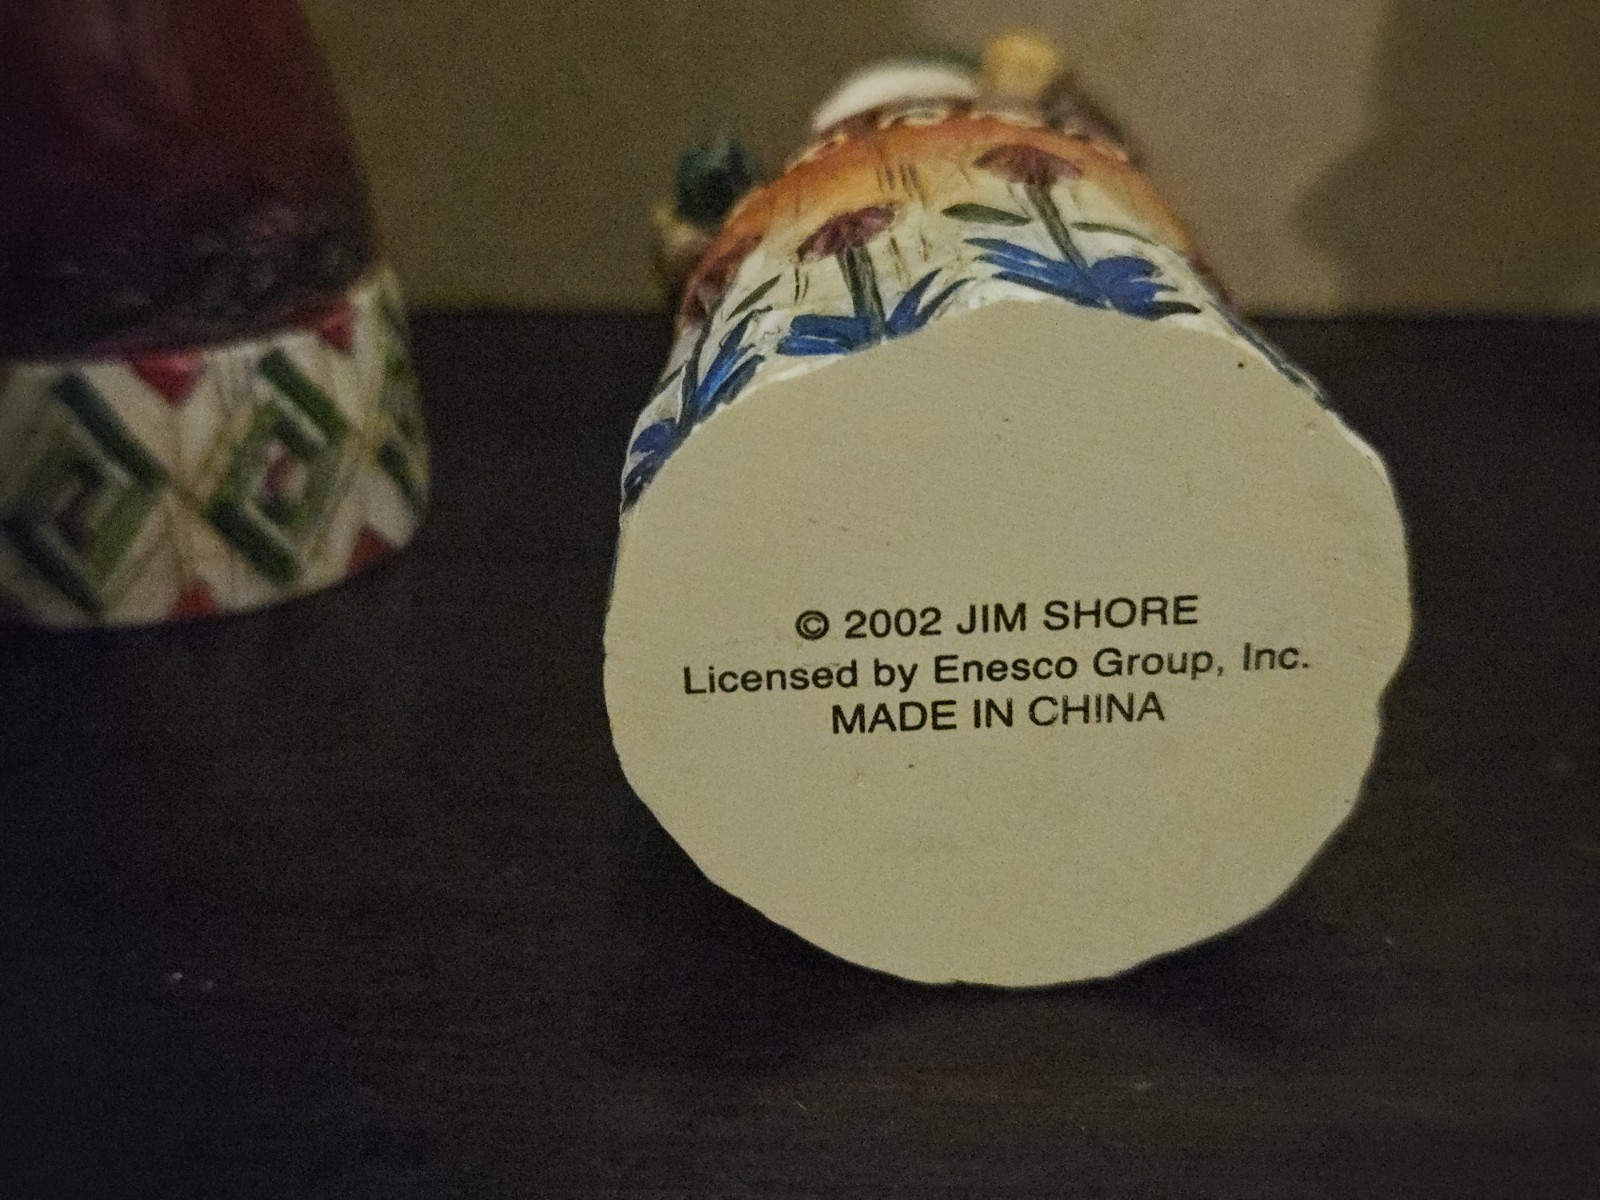 © 2002 JIM SHORE
Licensed by Enesco Group, Inc.
MADE IN CHINA